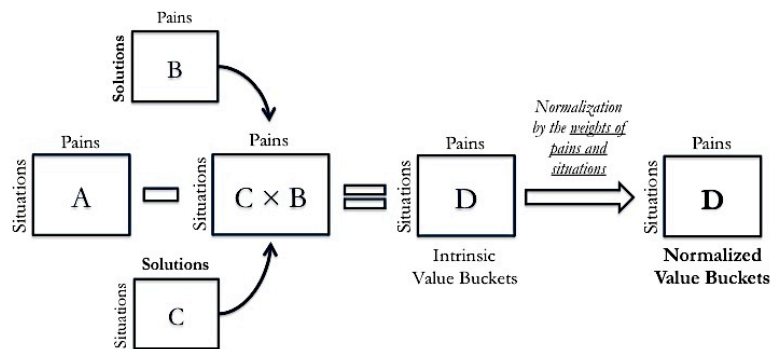 Pains
Solutions
B
Pains
Situations
A
Pains
Situations
C × B
Pains
Situations
D
Intrinsic
Value Buckets
Normalization
by the weights of
pains and
situations
Pains
Situations
D
Normalized
Value Buckets
Solutions
Situations
C